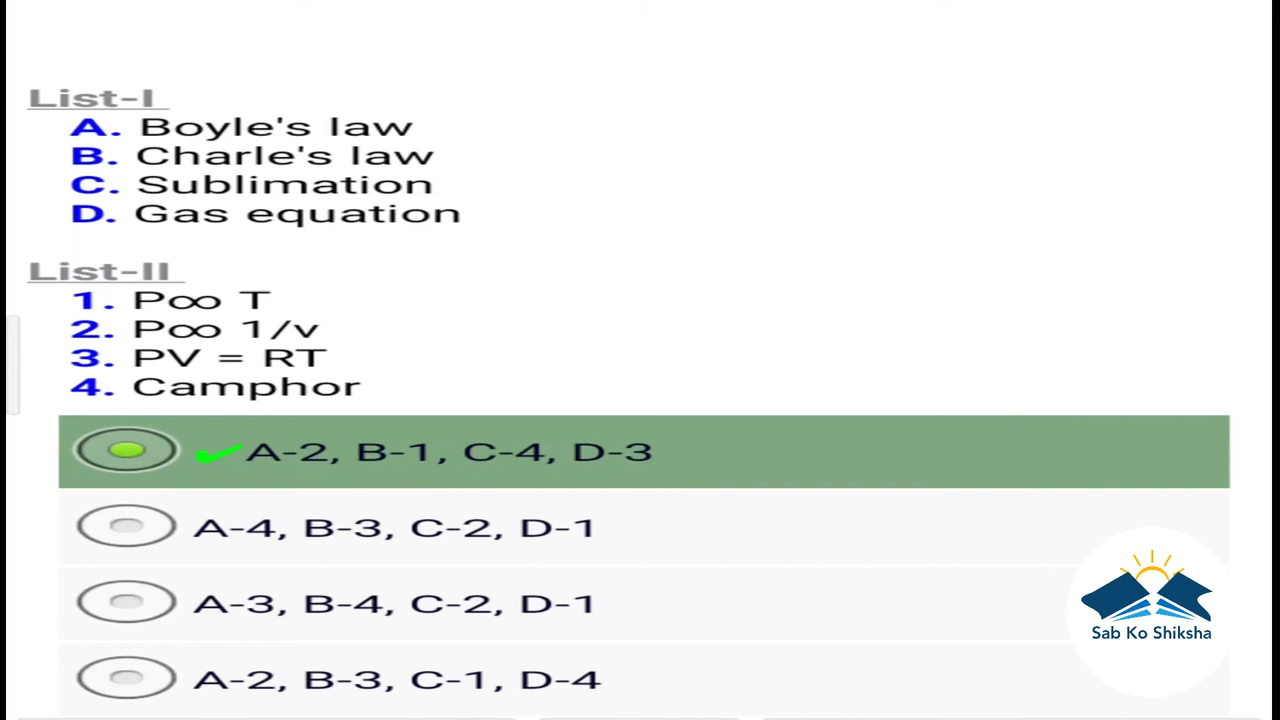 List-I
A. Boyle's law
B. Charle's law
C. Sublimation
D. Gas equation
List-II
1. P∞ T
2. P∞ 1/v
3. PV = RT
4. Camphor
✔A-2, B-1, C-4, D-3
A-4, B-3, C-2, D-1
A-3, B-4, C-2, D-1
A-2, B-3, C-1, D-4
Sab Ko Shiksha